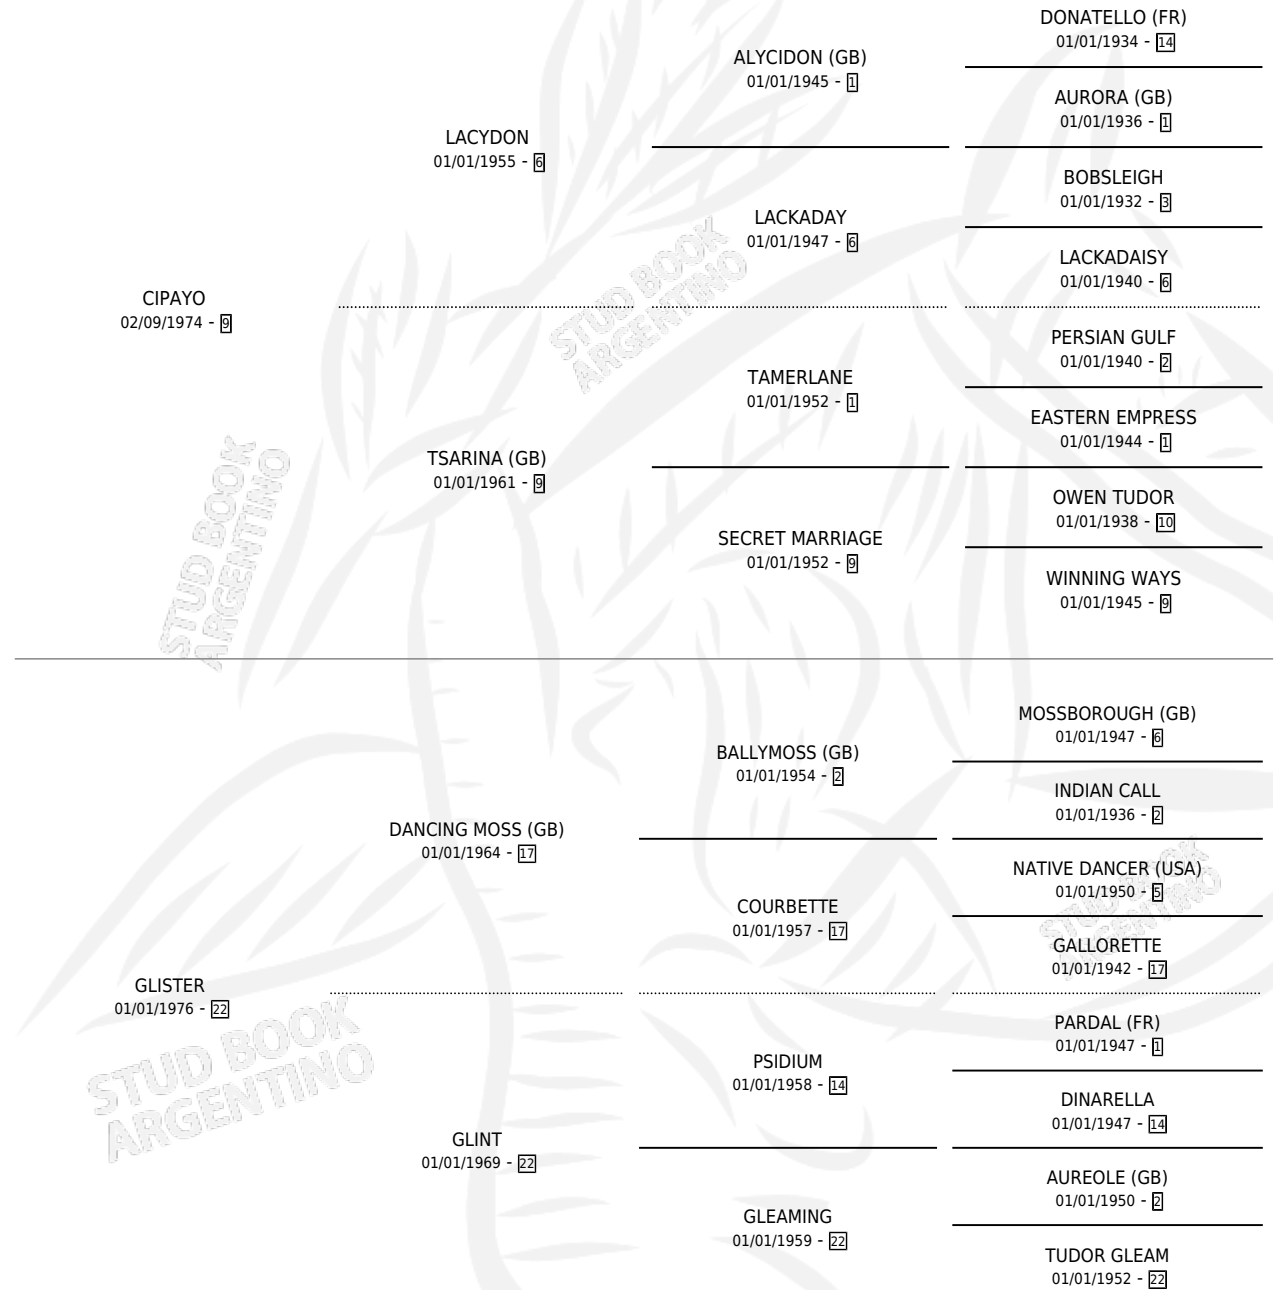 DONATELLO (FR)
01/01/1934 - 14
ALYCIDON (GB)
01/01/1945 - 1
AURORA (GB)
01/01/1936 - 1
LACYDON
01/01/1955 - 6
BOBSLEIGH
01/01/1932 - 3
LACKADAY
01/01/1947 - 6
LACKADAISY
01/01/1940 - 6
CIPAYO
02/09/1974 - 9
PERSIAN GULF
01/01/1940 - 2
TAMERLANE
01/01/1952 - 1
EASTERN EMPRESS
01/01/1944 - 1
TSARINA (GB)
01/01/1961 - 9
OWEN TUDOR
01/01/1938 - 10
SECRET MARRIAGE
01/01/1952 - 9
WINNING WAYS
01/01/1945 - 9
STUD BOOK
ARGENTINO
STUD BOOK
ARGENTINO
MOSSBOROUGH (GB)
01/01/1947 - 6
BALLYMOSS (GB)
01/01/1954 - 2
INDIAN CALL
01/01/1936 - 2
DANCING MOSS (GB)
01/01/1964 - 17
NATIVE DANCER (USA)
01/01/1950 - 5
COURBETTE
01/01/1957 - 17
GALLORETTE
01/01/1942 - 17
GLISTER
01/01/1976 - 22
PARDAL (FR)
01/01/1947 - 1
PSIDIUM
01/01/1958 - 14
DINARELLA
01/01/1947 - 14
GLINT
01/01/1969 - 22
AUREOLE (GB)
01/01/1950 - 2
GLEAMING
01/01/1959 - 22
TUDOR GLEAM
01/01/1952 - 22
STUD BOOK
ARGENTINO
STUD BOOK
ARGENTINO